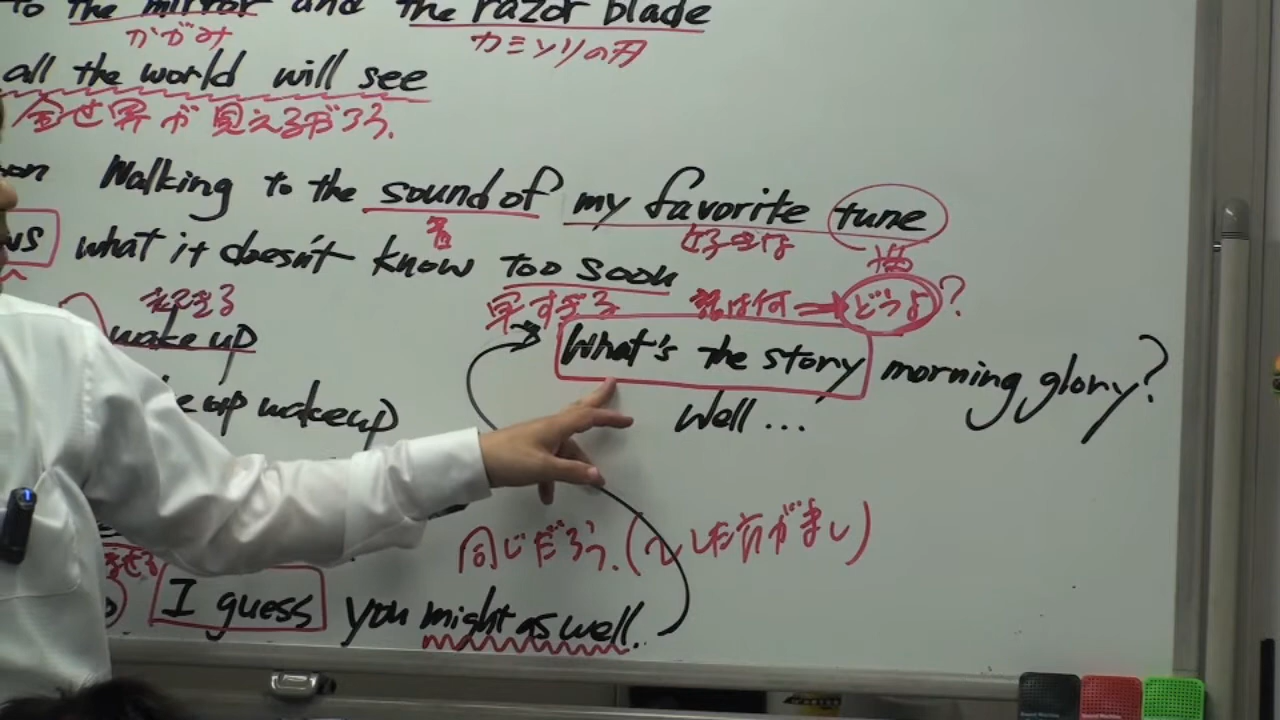 to the mirror and the razor blade
かがみ カミソリの刃
all the world will see
全世界が見えるだろう.
Walking to the sound of my favorite tune
音 好きな 曲
what it doesn't know too soon
起きる 早すぎる 話は何⇒どうよ?
wake up What's the story morning glory?
up wakeup Well...
同じだろう.(した方がまし)
I guess you might as well.